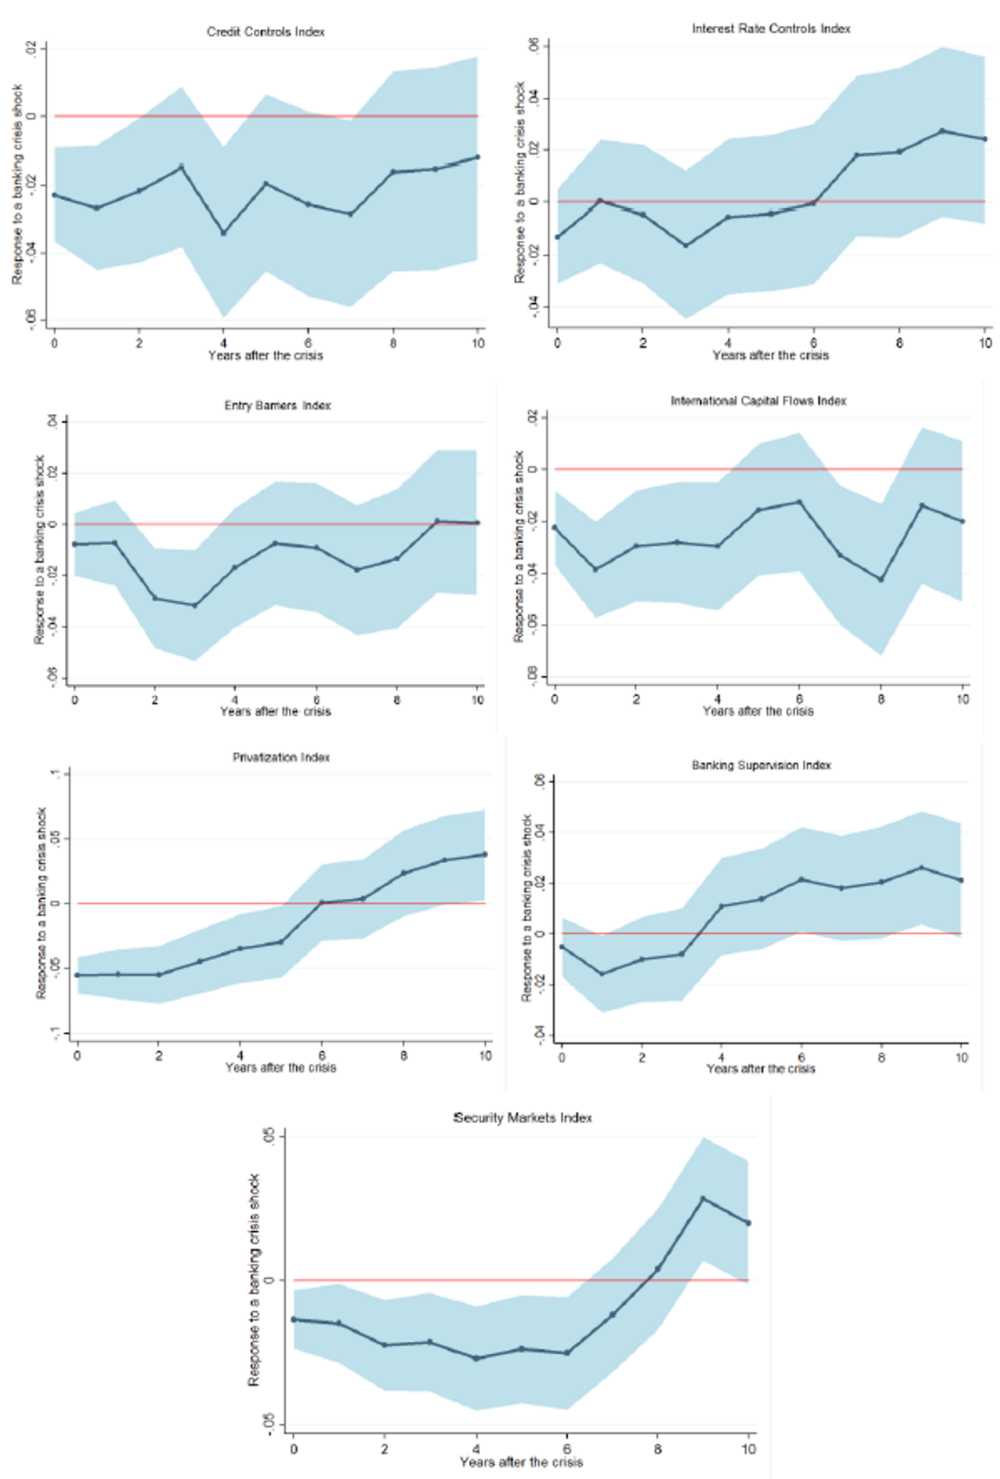 Credit Controls Index
Response to a banking crisis shock
.02
0
-.02
-.04
-.06
0 2 4 6 8 10
Years after the crisis
Interest Rate Controls Index
Response to a banking crisis shock
.06
.04
.02
0
-.02
-.04
0 2 4 6 8 10
Years after the crisis
Entry Barriers Index
Response to a banking crisis shock
.04
.02
0
-.02
-.04
-.06
0 2 4 6 8 10
Years after the crisis
International Capital Flows Index
Response to a banking crisis shock
.02
0
-.02
-.04
-.06
-.08
0 2 4 6 8 10
Years after the crisis
Privatization Index
Response to a banking crisis shock
.1
.05
0
-.05
-.1
0 2 4 6 8 10
Years after the crisis
Banking Supervision Index
Response to a banking crisis shock
.06
.04
.02
0
-.02
-.04
0 2 4 6 8 10
Years after the crisis
Security Markets Index
Response to a banking crisis shock
.05
0
-.05
0 2 4 6 8 10
Years after the crisis